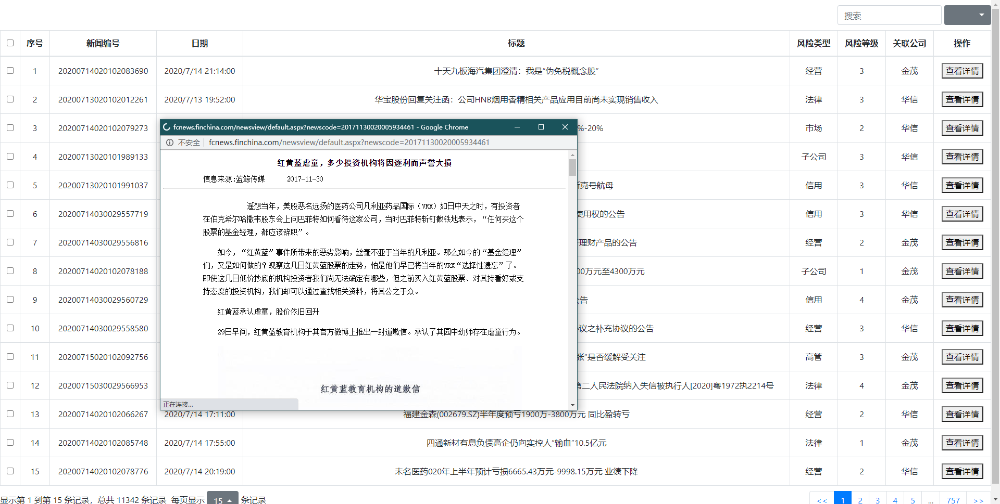 搜索
序号 新闻编号 日期 标题 风险类型 风险等级 关联公司 操作
1 20200714020102083690 2020/7/14 21:14:00 十天九板海汽集团澄清：我是“伪免税概念股” 经营 3 金茂 查看详情
2 20200713020102012261 2020/7/13 19:52:00 华宝股份回复关注函：公司HNB烟用香精相关产品应用目前尚未实现销售收入 法律 3 华信 查看详情
3 20200714020102079273 %-20% 市场 2 华信 查看详情
4 20200713020101989133 子公司 3 华信 查看详情
5 20200713020101991037 克号航母 信用 3 华信 查看详情
6 20200714030029557719 使用权的公告 信用 3 华信 查看详情
7 20200714030029556816 理财产品的公告 经营 2 金茂 查看详情
8 20200714020102078188 00万元至4300万元 子公司 1 金茂 查看详情
9 20200714030029560729 公告 信用 4 金茂 查看详情
10 20200714030029558580 议之补充协议的公告 经营 3 华信 查看详情
11 20200715020102092756 张”是否缓解受关注 高管 3 金茂 查看详情
12 20200715030029566953 第二人民法院纳入失信被执行人[2020]粤1972执2214号 法律 4 金茂 查看详情
13 20200714020102066267 2020/7/14 17:11:00 福建金森(002679.SZ)半年度预亏1900万-3800万元 同比盈转亏 经营 2 华信 查看详情
14 20200714020102085748 2020/7/14 17:55:00 四通新材有息负债高企仍向实控人“输血”10.5亿元 法律 1 金茂 查看详情
15 20200714020102078776 2020/7/14 20:19:00 未名医药020年上半年预计亏损6665.43万元-9998.15万元 业绩下降 经营 2 华信 查看详情
fcnews.finchina.com/newsview/default.aspx?newscode=20171130020005934461 - Google Chrome
不安全 fcnews.finchina.com/newsview/default.aspx?newscode=20171130020005934461
红黄蓝虐童，多少投资机构将因逐利而声誉大损
信息来源:蓝鲸传媒 2017-11-30
遥想当年，美股恶名远扬的医药公司凡利亚药品国际（VRX）如日中天之时，有投资者
在伯克希尔哈撒韦股东会上问巴菲特如何看待这家公司，当时巴菲特斩钉截铁地表示，“任何买这个
股票的基金经理，都应该辞职”。
如今，“红黄蓝”事件所带来的恶劣影响，丝毫不亚于当年的凡利亚。那么如今的“基金经理”
们，又是如何做的？观察这几日红黄蓝股票的走势，怕是他们早已将当年的VRX“选择性遗忘”了。
即使这几日低价抄底的机构投资者我们尚无法确定有哪些，但之前买入红黄蓝股票、对其持看好或支
持态度的投资机构，我们却可以通过查找相关资料，将其公之于众。
红黄蓝承认虐童，股价依旧回升
29日早间，红黄蓝教育机构于其官方微博上推出一封道歉信。承认了其园中幼师存在虐童行为。
红黄蓝教育机构的道歉信
正在连接...
显示第 1 到第 15 条记录，总共 11342 条记录 每页显示 15 条记录
<< 1 2 3 4 5 ... 757 >>